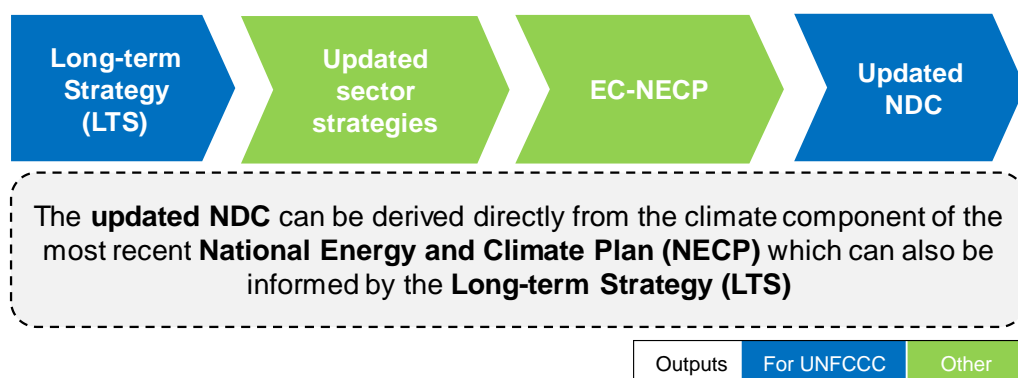 Long-term
Strategy
(LTS)
Updated
sector
strategies
EC-NECP
Updated
NDC
The updated NDC can be derived directly from the climate component of the
most recent National Energy and Climate Plan (NECP) which can also be
informed by the Long-term Strategy (LTS)
Outputs For UNFCCC Other